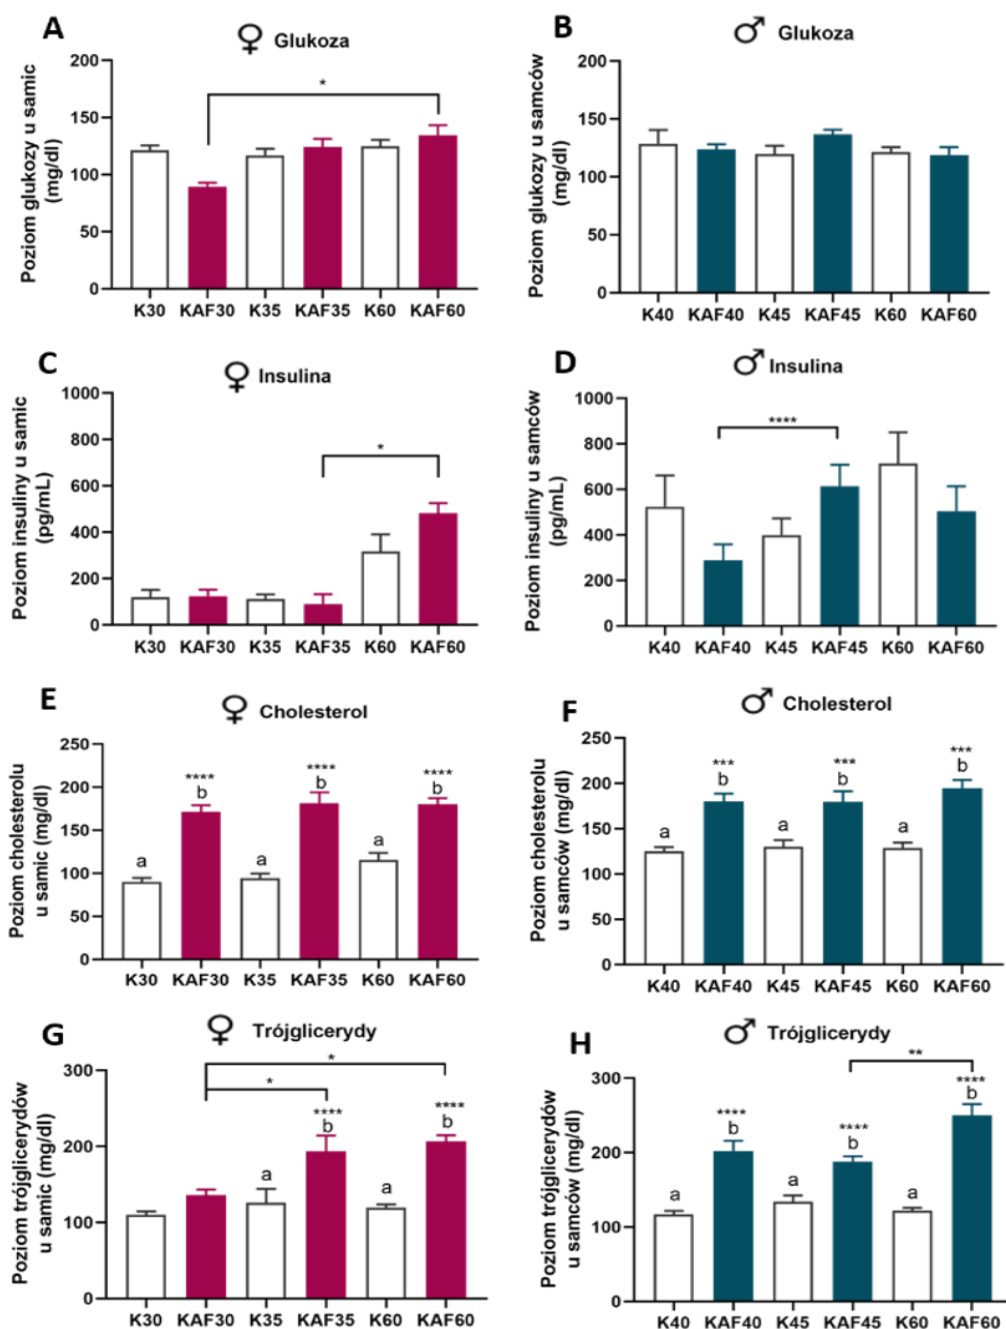 A
♀ Glukoza
Poziom glukozy u samic
(mg/dl)
200
150
100
50
0
*
K30 KAF30 K35 KAF35 K60 KAF60
B
♂ Glukoza
Poziom glukozy u samców
(mg/dl)
200
150
100
50
0
K40 KAF40 K45 KAF45 K60 KAF60
C
♀ Insulina
Poziom insuliny u samic
(pg/mL)
1000
800
600
400
200
0
*
K30 KAF30 K35 KAF35 K60 KAF60
D
♂ Insulina
Poziom insuliny u samców
(pg/mL)
1000
800
600
400
200
0
****
K40 KAF40 K45 KAF45 K60 KAF60
E
♀ Cholesterol
Poziom cholesterolu
u samic (mg/dl)
250
200
150
100
50
0
**** **** ****
a b a b a b
K30 KAF30 K35 KAF35 K60 KAF60
F
♂ Cholesterol
Poziom cholesterolu
u samców (mg/dl)
250
200
150
100
50
0
*** *** ***
a b a b a b
K40 KAF40 K45 KAF45 K60 KAF60
G
♀ Trójglicerydy
Poziom trójglicerydów
u samic (mg/dl)
300
200
100
0
*
*
**** ****
a b a b
K30 KAF30 K35 KAF35 K60 KAF60
H
♂ Trójglicerydy
Poziom trójglicerydów
u samców (mg/dl)
300
200
100
0
**
**** **** ****
a b a b a b
K40 KAF40 K45 KAF45 K60 KAF60